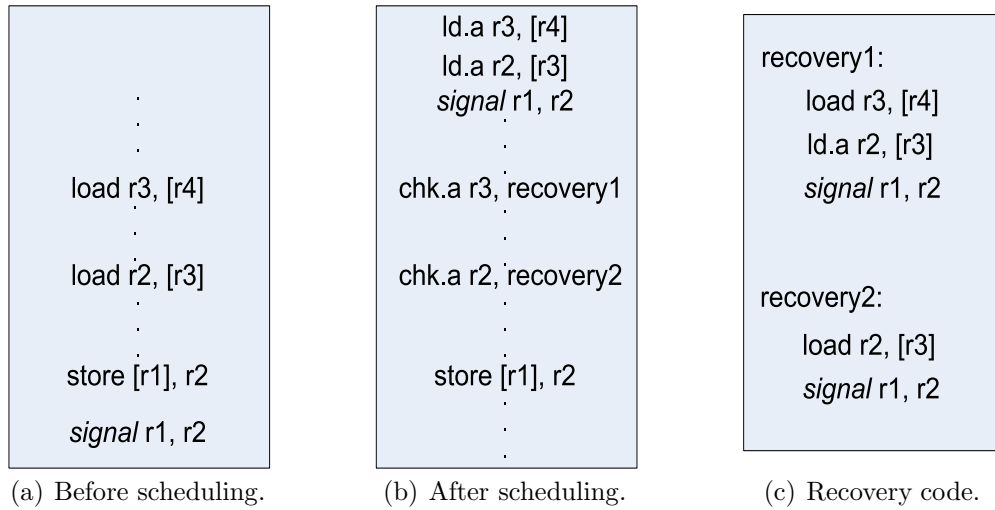 load r3, [r4]
load r2, [r3]
store [r1], r2
signal r1, r2
(a) Before scheduling.
ld.a r3, [r4]
ld.a r2, [r3]
signal r1, r2
chk.a r3, recovery1
chk.a r2, recovery2
store [r1], r2
(b) After scheduling.
recovery1:
load r3, [r4]
ld.a r2, [r3]
signal r1, r2
recovery2:
load r2, [r3]
signal r1, r2
(c) Recovery code.